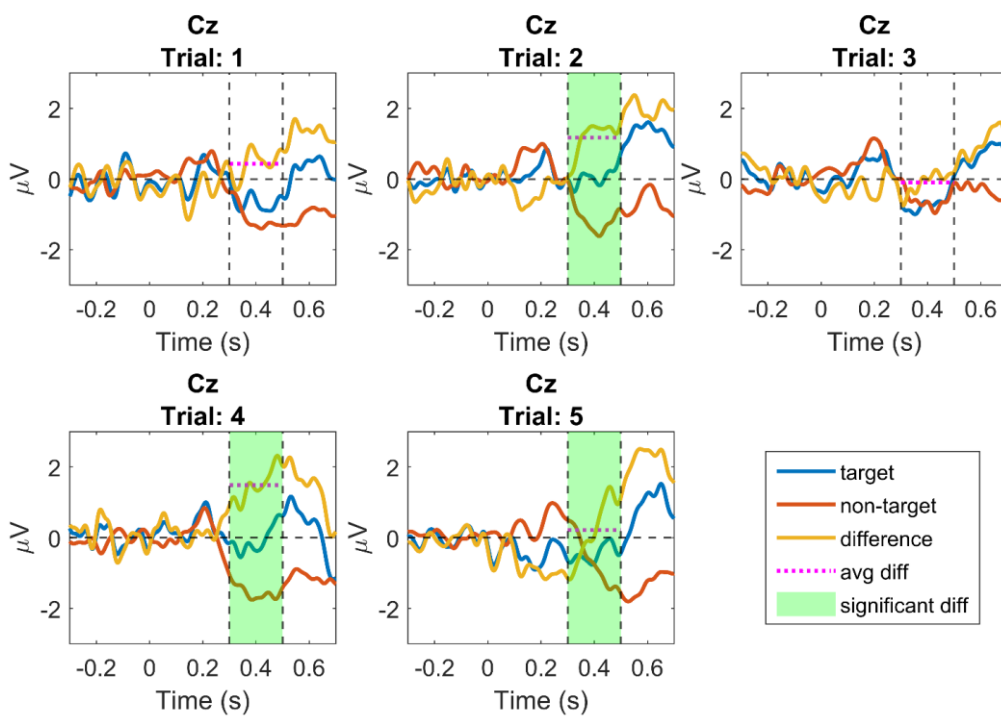 Cz
Trial: 1
2
0
-2
µV
-0.2 0 0.2 0.4 0.6
Time (s)
Cz
Trial: 2
2
0
-2
µV
-0.2 0 0.2 0.4 0.6
Time (s)
Cz
Trial: 3
2
0
-2
µV
-0.2 0 0.2 0.4 0.6
Time (s)
Cz
Trial: 4
2
0
-2
µV
-0.2 0 0.2 0.4 0.6
Time (s)
Cz
Trial: 5
2
0
-2
µV
-0.2 0 0.2 0.4 0.6
Time (s)
target
non-target
difference
avg diff
significant diff